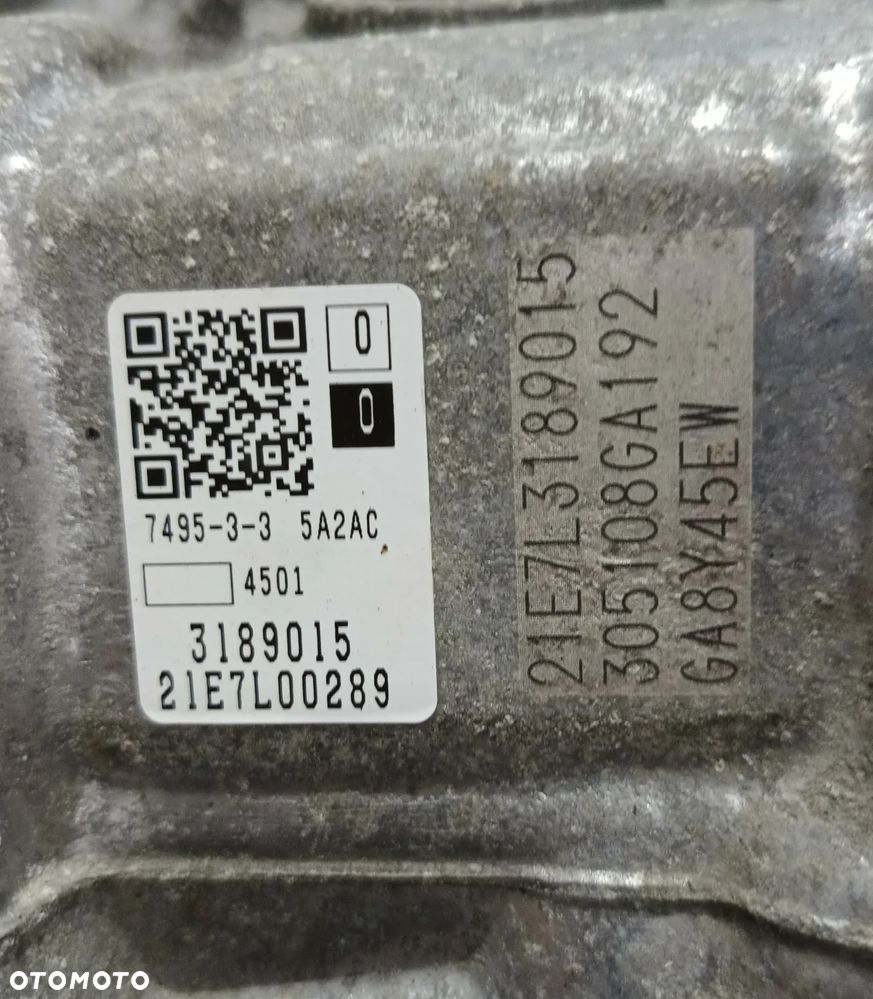 0
0
7495-3-3 5A2AC
4501
3189015
21E7L00289
21E7L3189015
305108GA192
GA8Y45EW
OTOMOTO